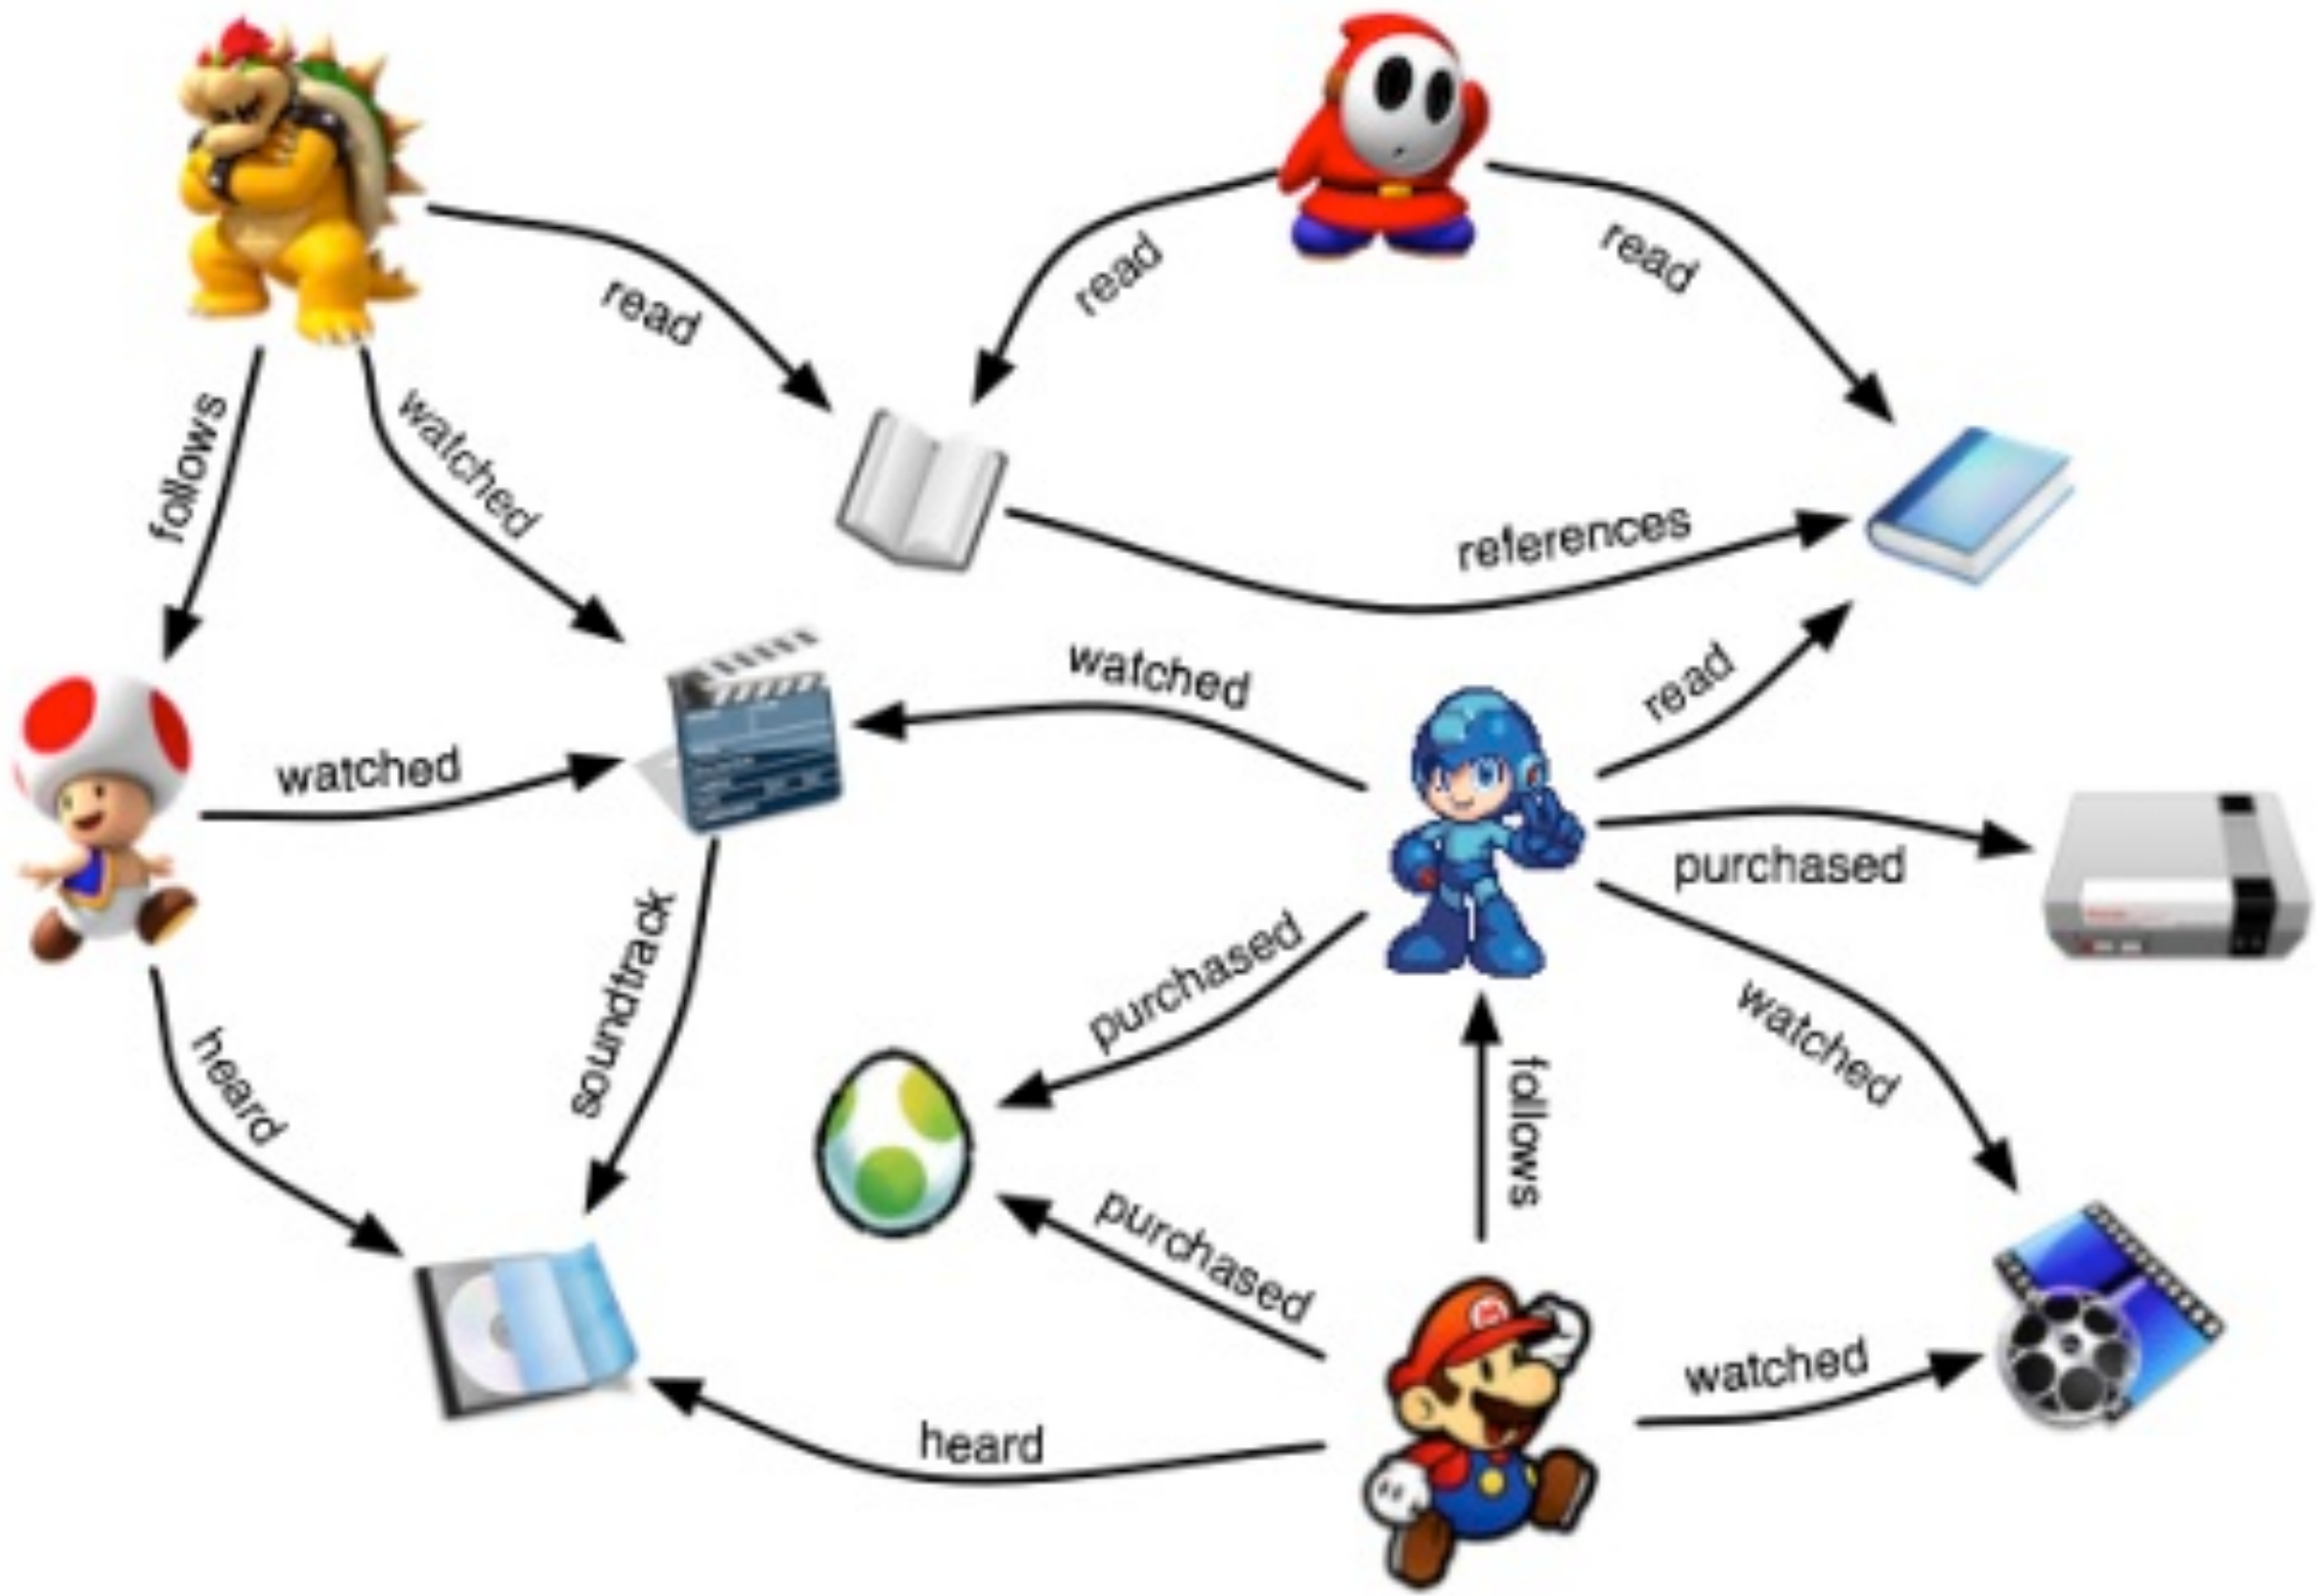 read
read
read
follows
watched
references
watched
read
watched
purchased
soundtrack
purchased
watched
heard
follows
purchased
watched
heard